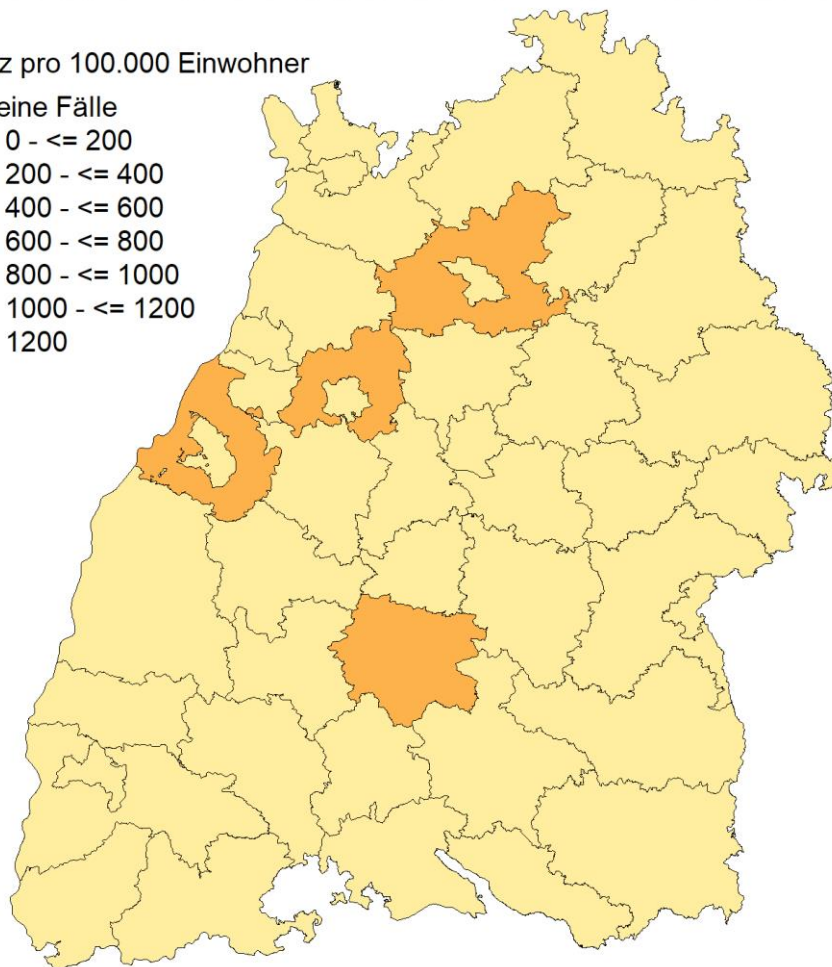 z pro 100.000 Einwohner
eine Fälle
0 - <= 200
200 - <= 400
400 - <= 600
600 - <= 800
800 - <= 1000
1000 - <= 1200
1200